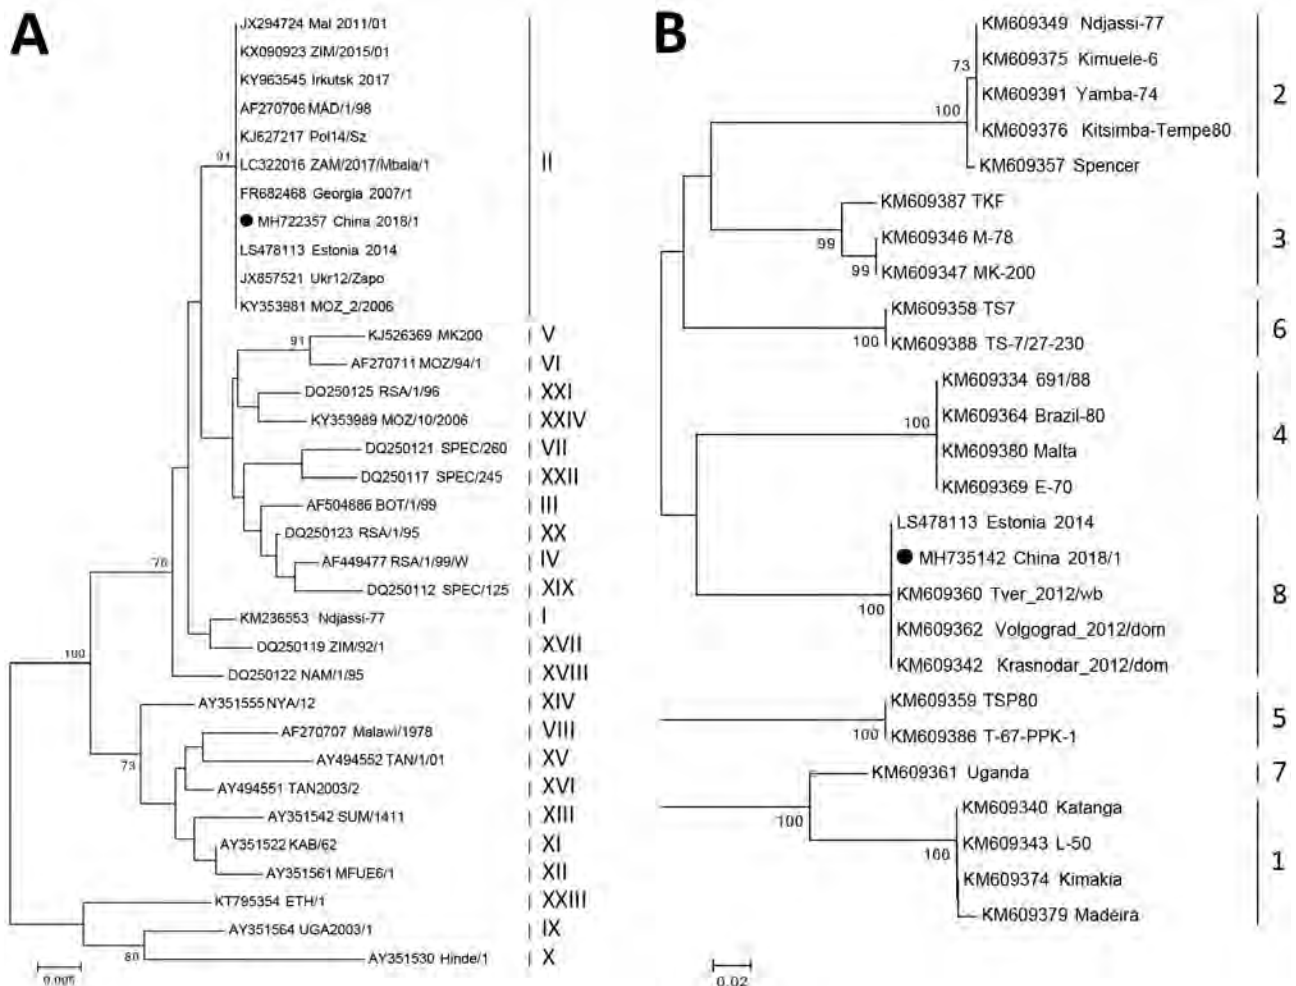 A
JX294724 Mal 2011/01
KX090923 ZIM/2015/01
KY963545 Irkutsk 2017
AF270706 MAD/1/98
KJ627217 Pol14/Sz
91
LC322016 ZAM/2017/Mbala/1
II
FR682468 Georgia 2007/1
MH722357 China 2018/1
LS478113 Estonia 2014
JX857521 Ukr12/Zapo
KY353981 MOZ_2/2006
KJ526369 MK200
V
91
AF270711 MOZ/94/1
VI
DQ250125 RSA/1/96
XXI
KY353989 MOZ/10/2006
XXIV
DQ250121 SPEC/260
VII
DQ250117 SPEC/245
XXII
AF504886 BOT/1/99
III
DQ250123 RSA/1/95
XX
AF449477 RSA/1/99/W
IV
78
DQ250112 SPEC/125
XIX
KM236553 Ndjassi-77
I
DQ250119 ZIM/92/1
XVII
100
DQ250122 NAM/1/95
XVIII
AY351555 NYA/12
XIV
AF270707 Malawi/1978
VIII
73
AY494552 TAN/1/01
XV
AY494551 TAN2003/2
XVI
AY351542 SUM/1411
XIII
AY351522 KAB/62
XI
AY351561 MFUE6/1
XII
KT795354 ETH/1
XXIII
AY351564 UGA2003/1
IX
80
AY351530 Hinde/1
X
0.005
B
KM609349 Ndjassi-77
73
KM609375 Kimuele-6
KM609391 Yamba-74
2
100
KM609376 Kitsimba-Tempe80
KM609357 Spencer
KM609387 TKF
99
KM609346 M-78
3
99
KM609347 MK-200
KM609358 TS7
6
100
KM609388 TS-7/27-230
KM609334 691/88
KM609364 Brazil-80
100
4
KM609380 Malta
KM609369 E-70
LS478113 Estonia 2014
MH735142 China 2018/1
KM609360 Tver_2012/wb
8
100
KM609362 Volgograd_2012/dom
KM609342 Krasnodar_2012/dom
KM609359 TSP80
5
100
KM609386 T-67-PPK-1
KM609361 Uganda
7
100
KM609340 Katanga
KM609343 L-50
100
1
KM609374 Kimakia
KM609379 Madeira
0.02